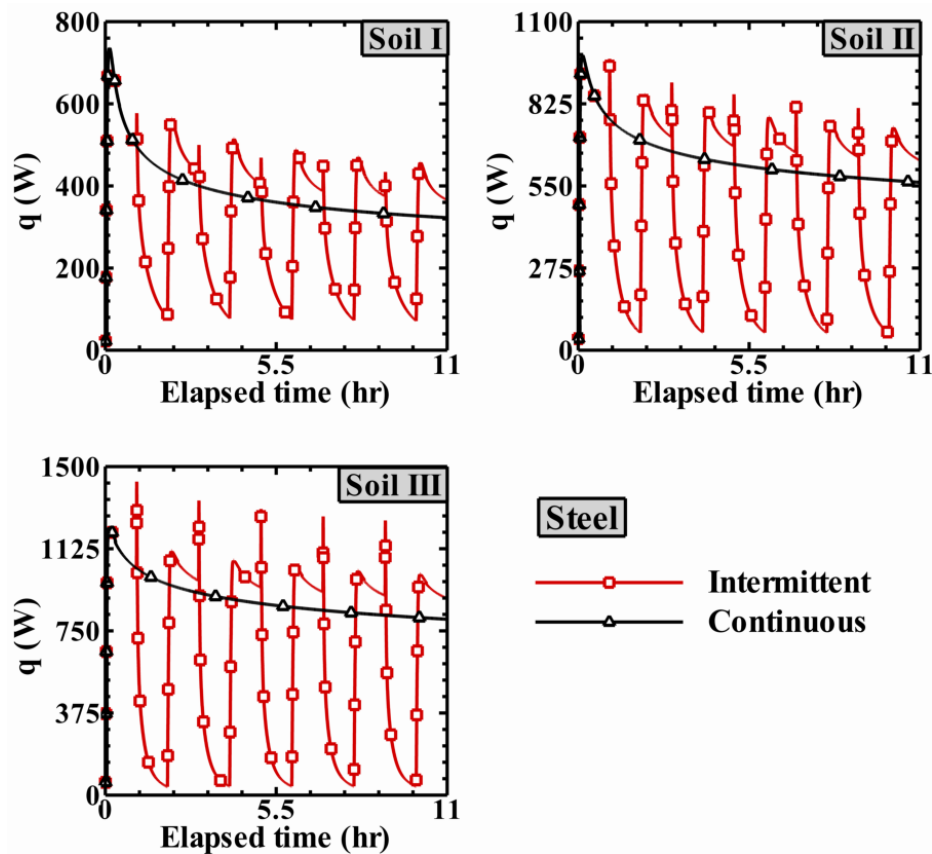 Soil I
800
600
400
200
0
q (W)
0
5.5
11
Elapsed time (hr)
Soil II
1100
825
550
275
0
q (W)
0
5.5
11
Elapsed time (hr)
Soil III
1500
1125
750
375
0
q (W)
0
5.5
11
Elapsed time (hr)
Steel
Intermittent
Continuous